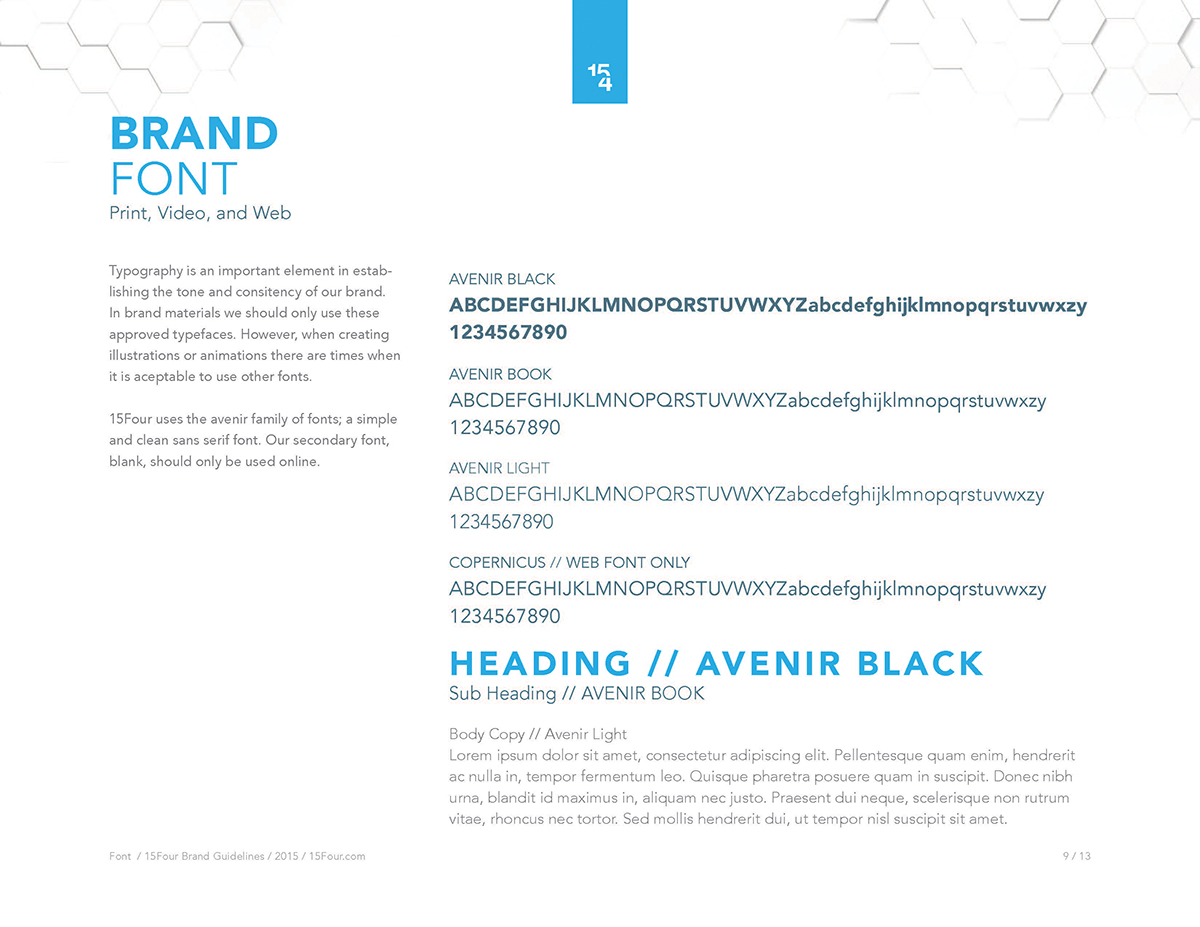 15
4
BRAND
FONT
Print, Video, and Web
Typography is an important element in estab-
lishing the tone and consitency of our brand.
In brand materials we should only use these
approved typefaces. However, when creating
illustrations or animations there are times when
it is aceptable to use other fonts.
15Four uses the avenir family of fonts; a simple
and clean sans serif font. Our secondary font,
blank, should only be used online.
AVENIR BLACK
ABCDEFGHIJKLMNOPQRSTUVWXYZabcdefghijklmnopqrstuvwxzy
1234567890
AVENIR BOOK
ABCDEFGHIJKLMNOPQRSTUVWXYZabcdefghijklmnopqrstuvwxzy
1234567890
AVENIR LIGHT
ABCDEFGHIJKLMNOPQRSTUVWXYZabcdefghijklmnopqrstuvwxzy
1234567890
COPERNICUS // WEB FONT ONLY
ABCDEFGHIJKLMNOPQRSTUVWXYZabcdefghijklmnopqrstuvwxzy
1234567890
HEADING // AVENIR BLACK
Sub Heading // AVENIR BOOK
Body Copy // Avenir Light
Lorem ipsum dolor sit amet, consectetur adipiscing elit. Pellentesque quam enim, hendrerit
ac nulla in, tempor fermentum leo. Quisque pharetra posuere quam in suscipit. Donec nibh
urna, blandit id maximus in, aliquam nec justo. Praesent dui neque, scelerisque non rutrum
vitae, rhoncus nec tortor. Sed mollis hendrerit dui, ut tempor nisl suscipit sit amet.
Font / 15Four Brand Guidelines / 2015 / 15Four.com
9 / 13